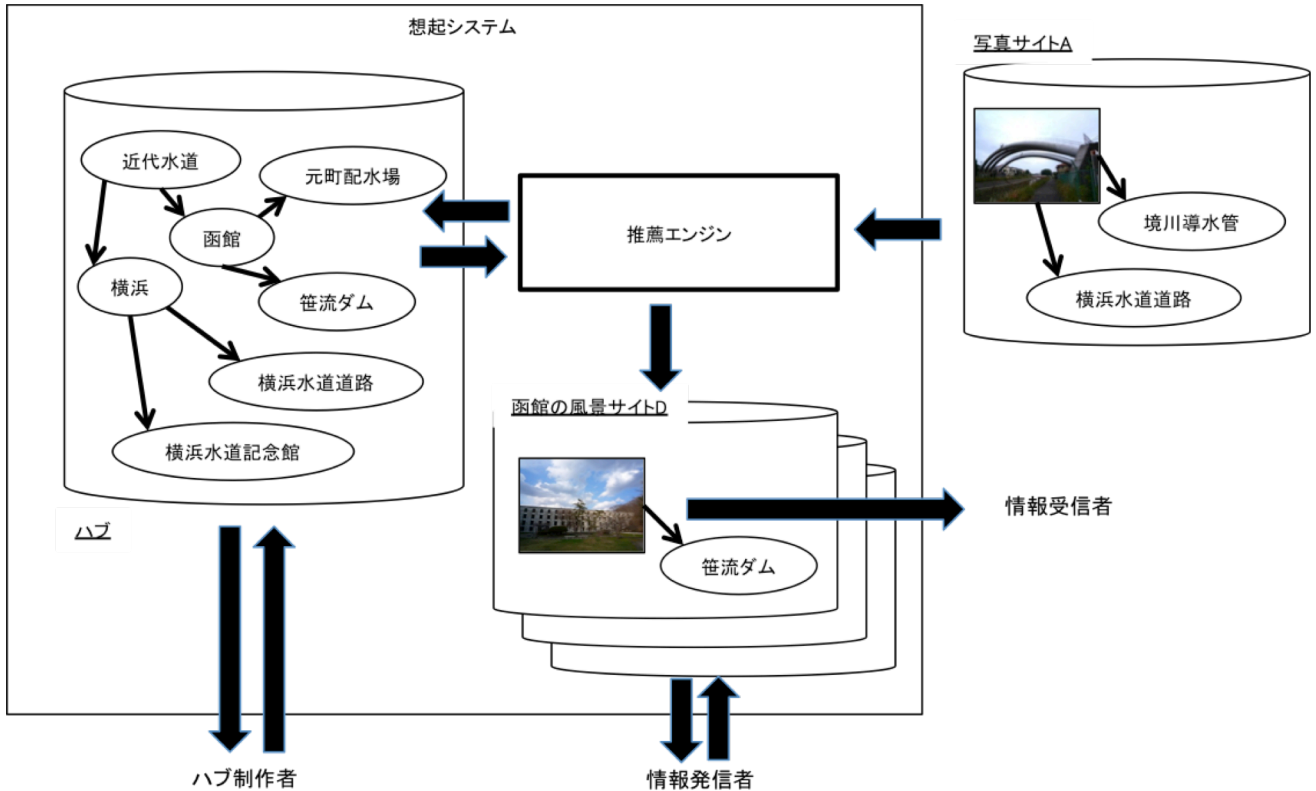 想起システム
写真サイトA
近代水道
元町配水場
函館
横浜
笹流ダム
横浜水道道路
横浜水道記念館
ハブ
推薦エンジン
境川導水管
横浜水道道路
函館の風景サイトD
笹流ダム
情報受信者
ハブ制作者
情報発信者